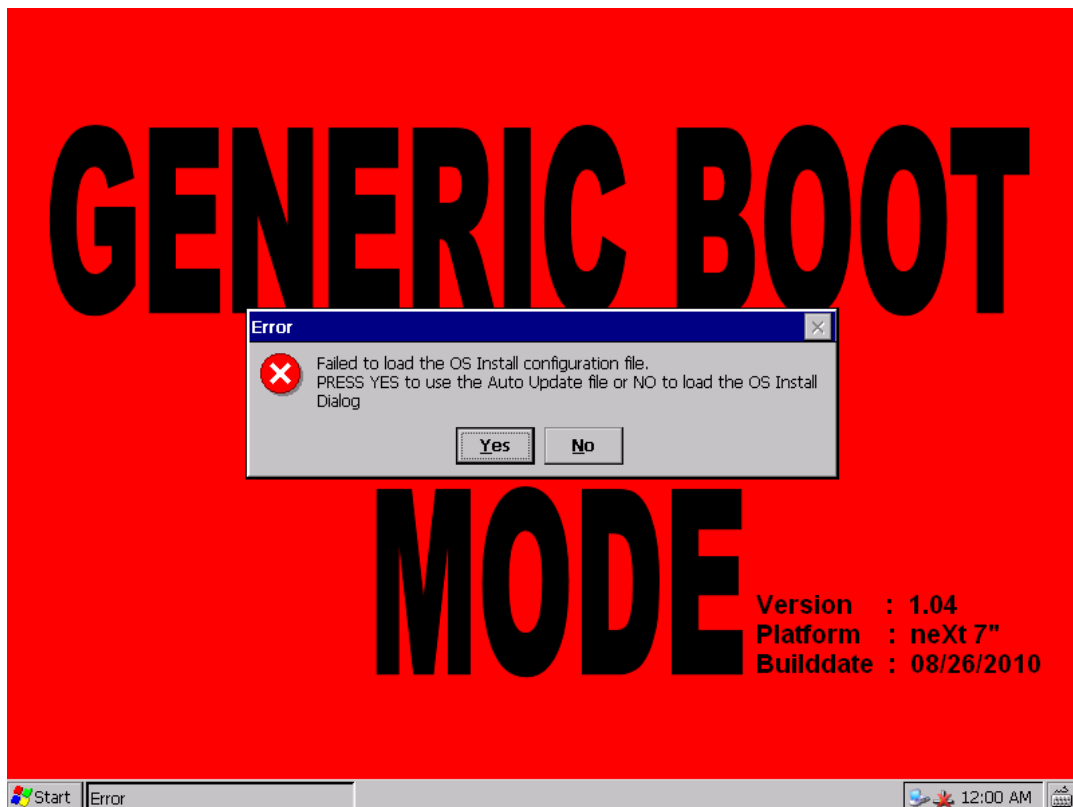 GENERIC BOOT
Error
Failed to load the OS Install configuration file.
PRESS YES to use the Auto Update file or NO to load the OS Install
Dialog
Yes
No
MODE
Version : 1.04
Platform : neXt 7"
Builddate : 08/26/2010
Start
Error
12:00 AM